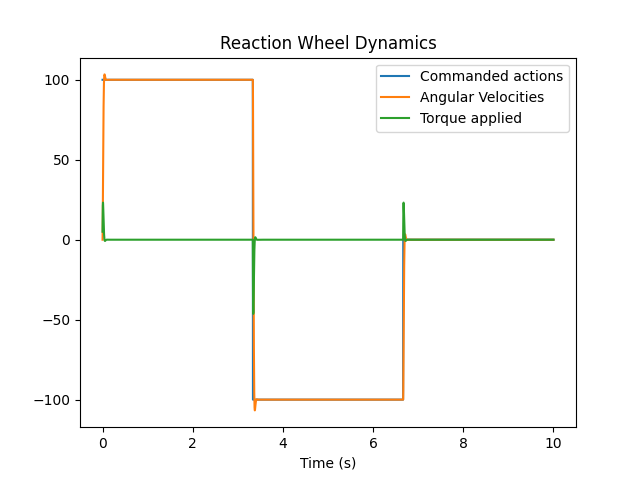 Reaction Wheel Dynamics
Commanded actions
Angular Velocities
Torque applied
100
50
0
−50
−100
0 2 4 6 8 10
Time (s)